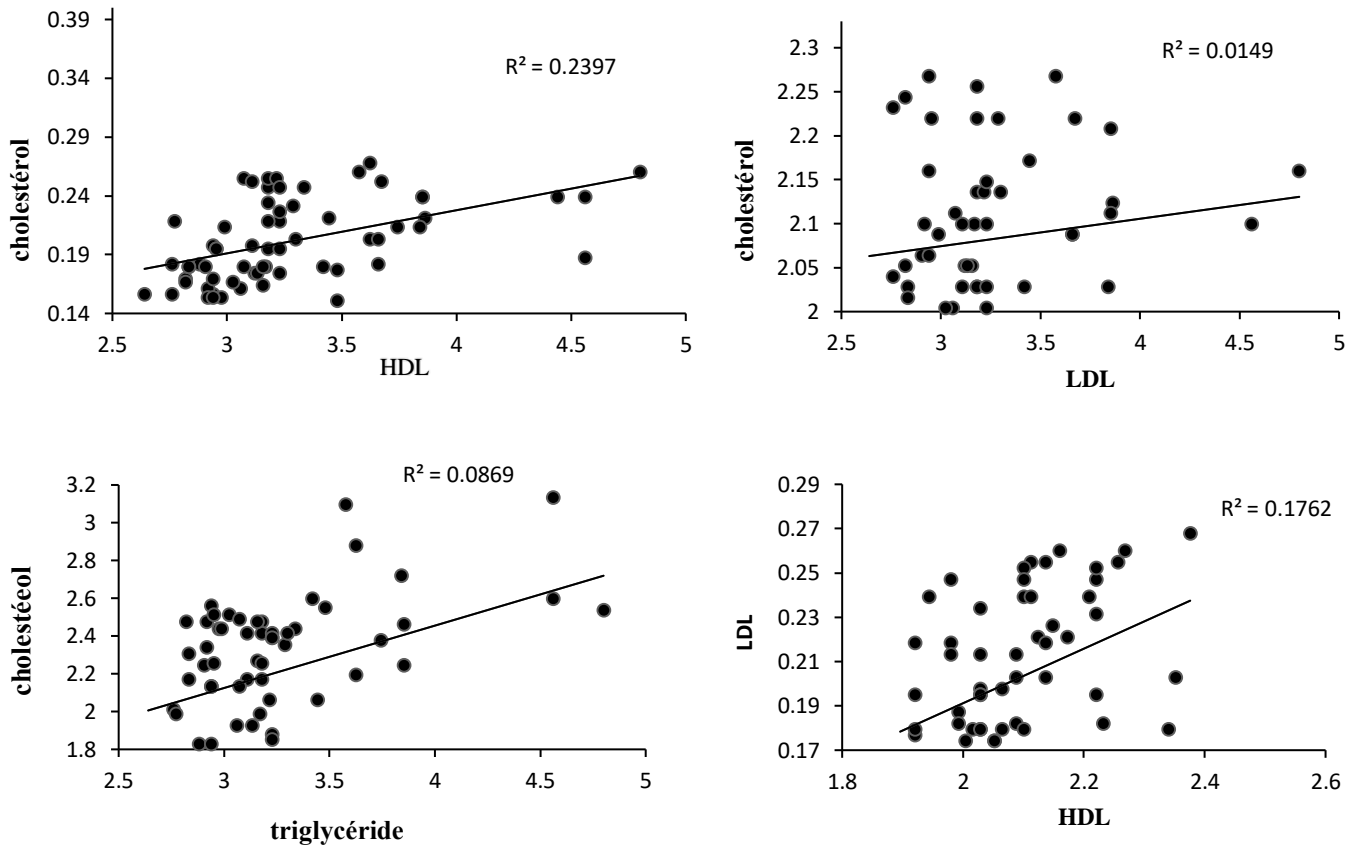 0.39
0.34
0.29
0.24
0.19
0.14
cholestérol
R² = 0.2397
2.5 3 3.5 4 4.5 5
HDL
2.3
2.25
2.2
2.15
2.1
2.05
2
cholestérol
R² = 0.0149
2.5 3 3.5 4 4.5 5
LDL
3.2
3
2.8
2.6
2.4
2.2
2
1.8
cholestéeol
R² = 0.0869
2.5 3 3.5 4 4.5 5
triglycéride
0.29
0.27
0.25
0.23
0.21
0.19
0.17
LDL
R² = 0.1762
1.8 2 2.2 2.4 2.6
HDL